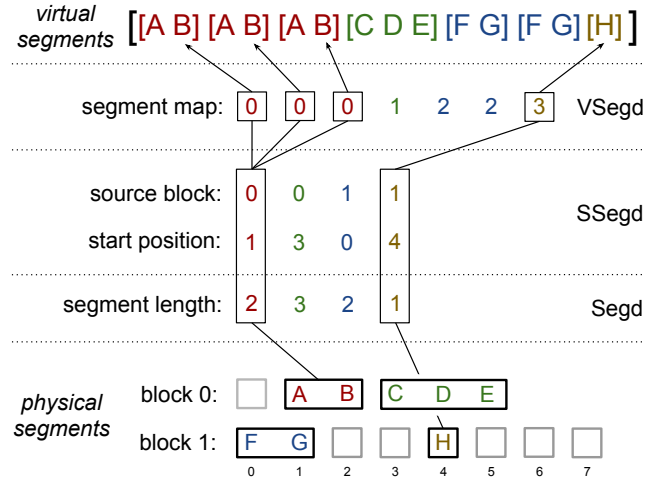 virtual segments [[A B] [A B] [A B] [C D E] [F G] [F G] [H]]
segment map: 0 0 0 1 2 2 3 VSegd
source block: 0 0 1 1
SSegd
start position: 1 3 0 4
segment length: 2 3 2 1 Segd
physical segments
block 0: A B C D E
block 1: F G H
0 1 2 3 4 5 6 7